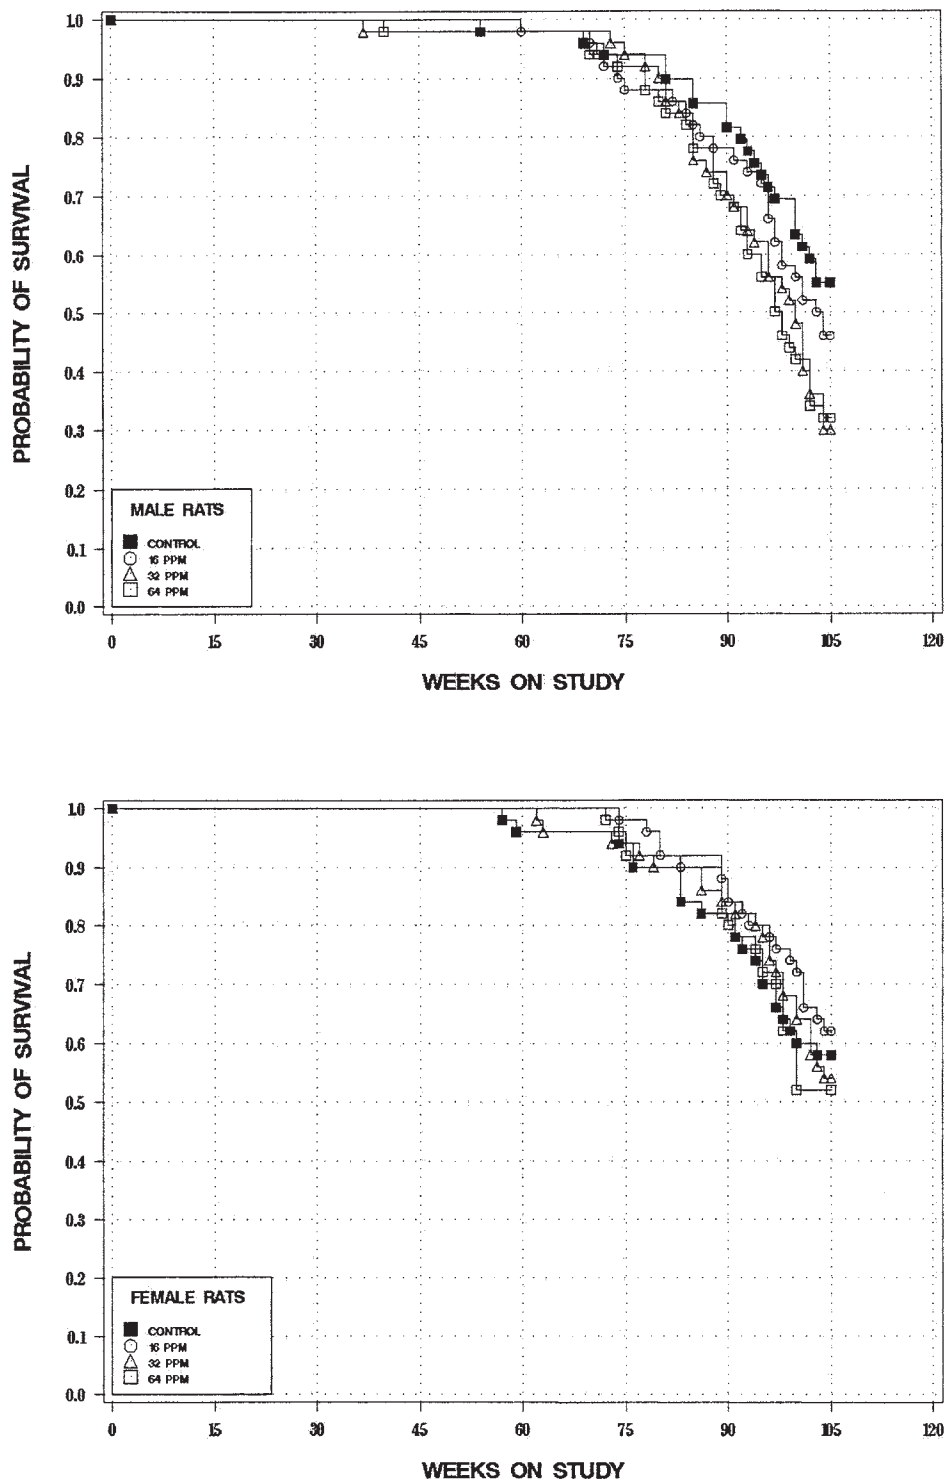 1.0
0.9
0.8
0.7
0.6
0.5
0.4
0.3
0.2
0.1
0.0
PROBABILITY OF SURVIVAL
MALE RATS
CONTROL
16 PPM
32 PPM
64 PPM
0 15 30 45 60 75 90 105 120
WEEKS ON STUDY
1.0
0.9
0.8
0.7
0.6
0.5
0.4
0.3
0.2
0.1
0.0
PROBABILITY OF SURVIVAL
FEMALE RATS
CONTROL
16 PPM
32 PPM
64 PPM
0 15 30 45 60 75 90 105 120
WEEKS ON STUDY